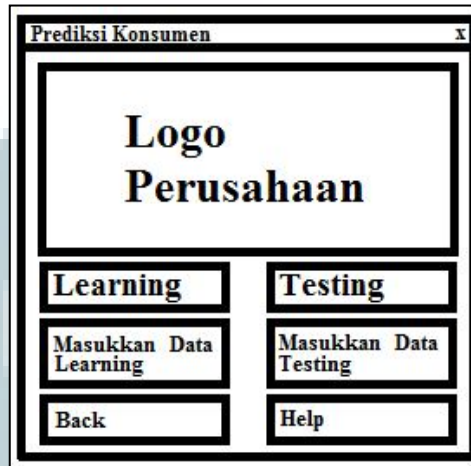 Prediksi Konsumen x
Logo
Perusahaan
Learning Testing
Masukkan Data
Learning
Masukkan Data
Testing
Back Help